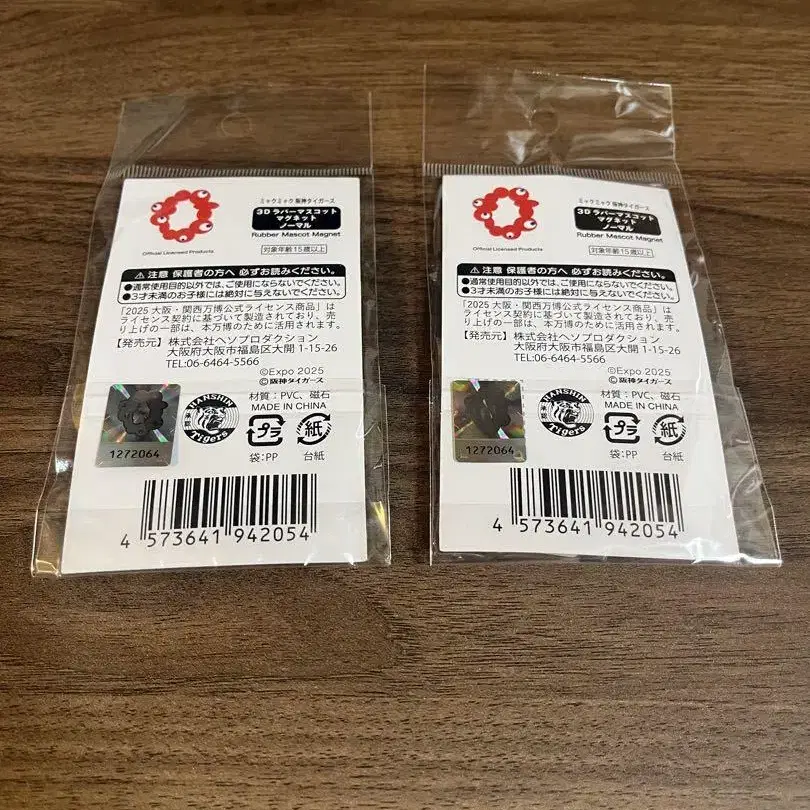 ミャクミャク 阪神タイガース
3D ラバーマスコット
マグネット
ノーマル
Rubber Mascot Magnet
Official Licensed Products
対象年齢15歳以上
⚠注意 保護者の方へ 必ずお読みください。
●通常使用目的以外では、ご使用にならないでください。
●3才未満のお子様には絶対に与えないでください。
「2025 大阪・関西万博公式ライセンス商品」は
ライセンス契約に基づいて製造されており、売
り上げの一部は、本万博のために活用されます。
【発売元】 株式会社ヘソプロダクション
大阪府大阪市福島区大開 1-15-26
TEL:06-6464-5566
©Expo 2025
©阪神タイガース
材質:PVC、磁石
MADE IN CHINA
HANSHIN
承認
Tigers
プラ
紙
袋:PP
台紙
1272064
4 573641 942054
ミャクミャク 阪神タイガース
3D ラバーマスコット
マグネット
ノーマル
Rubber Mascot Magnet
Official Licensed Products
対象年齢15歳以上
⚠注意 保護者の方へ 必ずお読みください。
●通常使用目的以外では、ご使用にならないでください。
●3才未満のお子様には絶対に与えないでください。
「2025 大阪・関西万博公式ライセンス商品」は
ライセンス契約に基づいて製造されており、売
り上げの一部は、本万博のために活用されます。
【発売元】 株式会社ヘソプロダクション
大阪府大阪市福島区大開 1-15-26
TEL:06-6464-5566
©Expo 2025
©阪神タイガース
材質:PVC、磁石
MADE IN CHINA
HANSHIN
承認
Tigers
プラ
紙
袋:PP
台紙
1272064
4 573641 942054